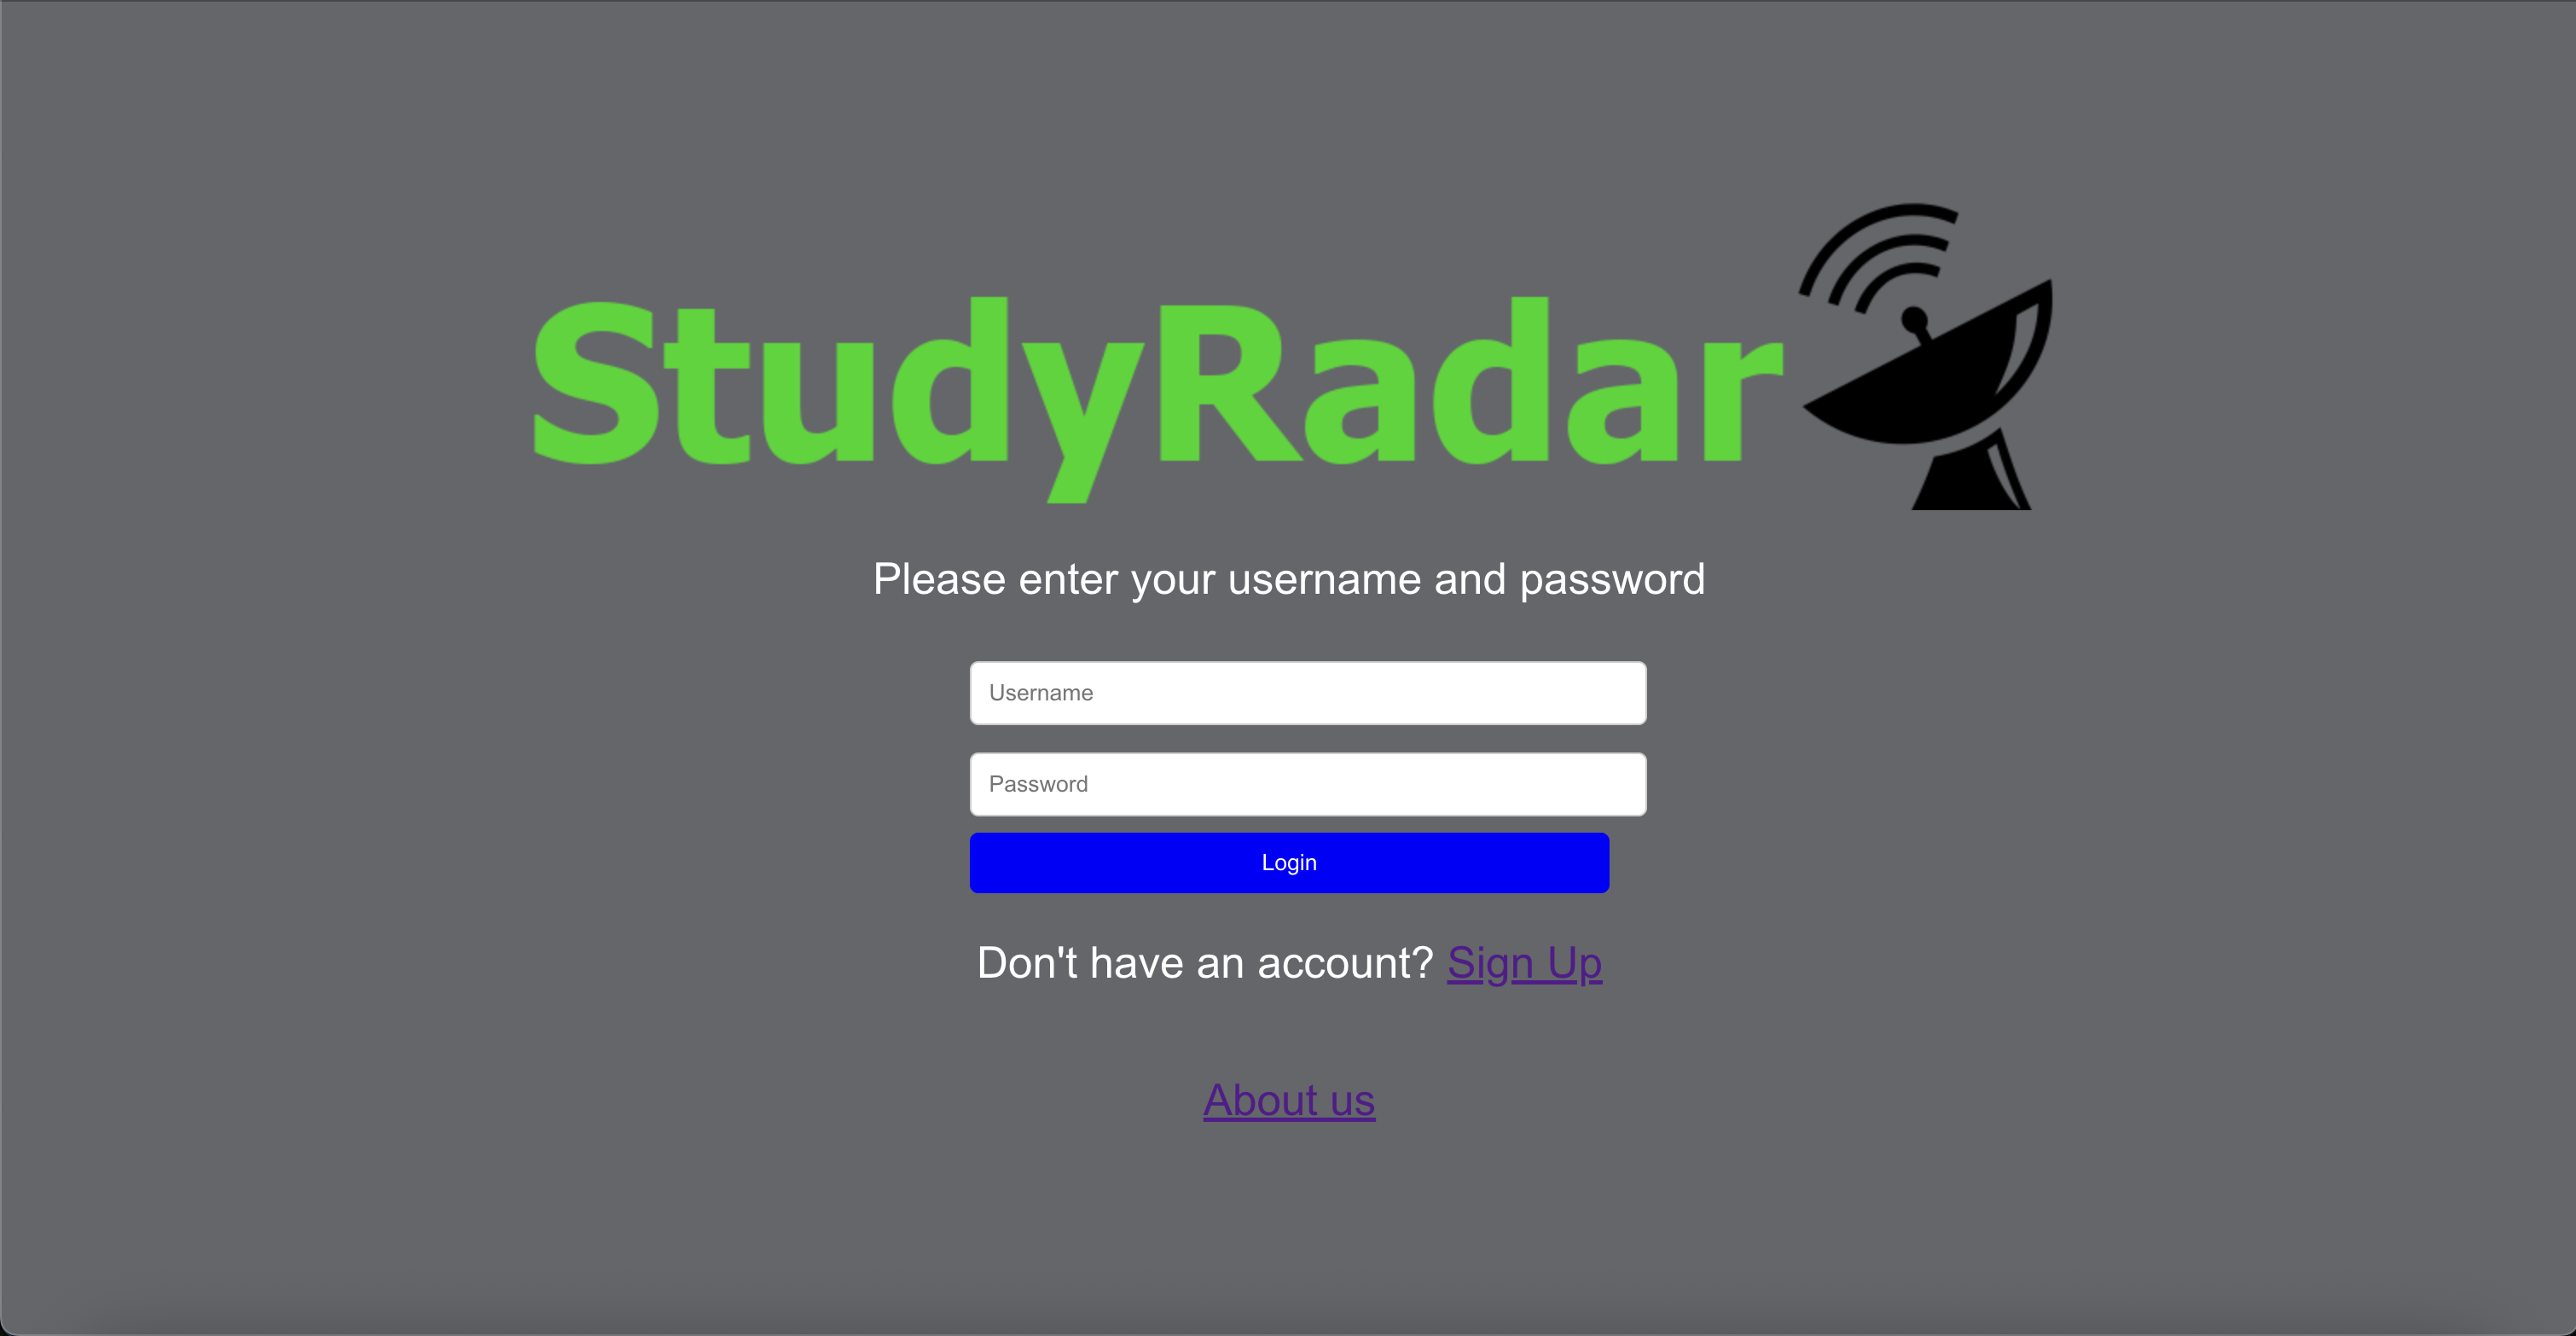 StudyRadar
Please enter your username and password
Username
Password
Login
Don't have an account? Sign Up
About us